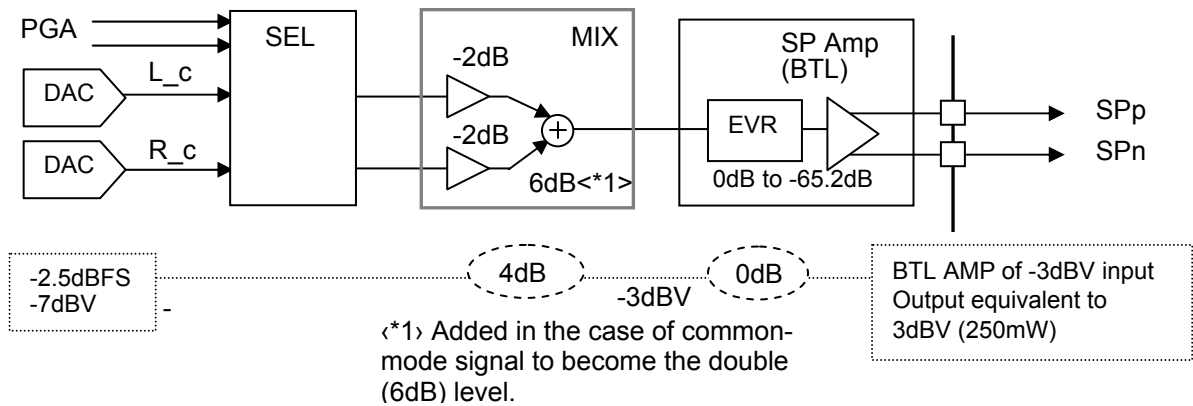 PGA
SEL
MIX
SP Amp
(BTL)
DAC
L_c
-2dB
EVR
SPp
DAC
R_c
-2dB
SPn
6dB<*1>
0dB to -65.2dB
-2.5dBFS
-7dBV
-
4dB
-3dBV
0dB
BTL AMP of -3dBV input
Output equivalent to
3dBV (250mW)
‹*1› Added in the case of common-
mode signal to become the double
(6dB) level.